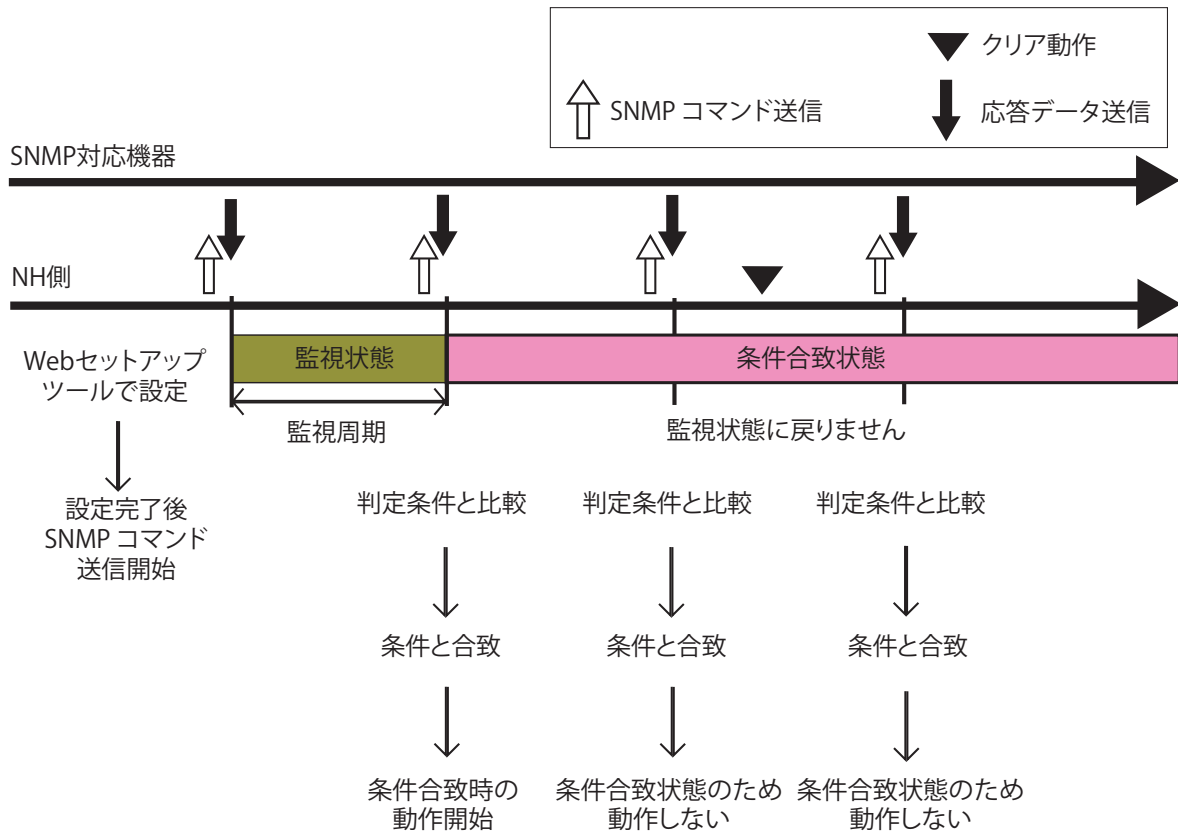 クリア動作
SNMP コマンド送信
応答データ送信
SNMP対応機器
NH側
Webセットアップ
ツールで設定
監視状態
条件合致状態
監視周期
監視状態に戻りません
設定完了後
SNMP コマンド
送信開始
判定条件と比較
判定条件と比較
判定条件と比較
条件と合致
条件と合致
条件と合致
条件合致時の
動作開始
条件合致状態のため
動作しない
条件合致状態のため
動作しない